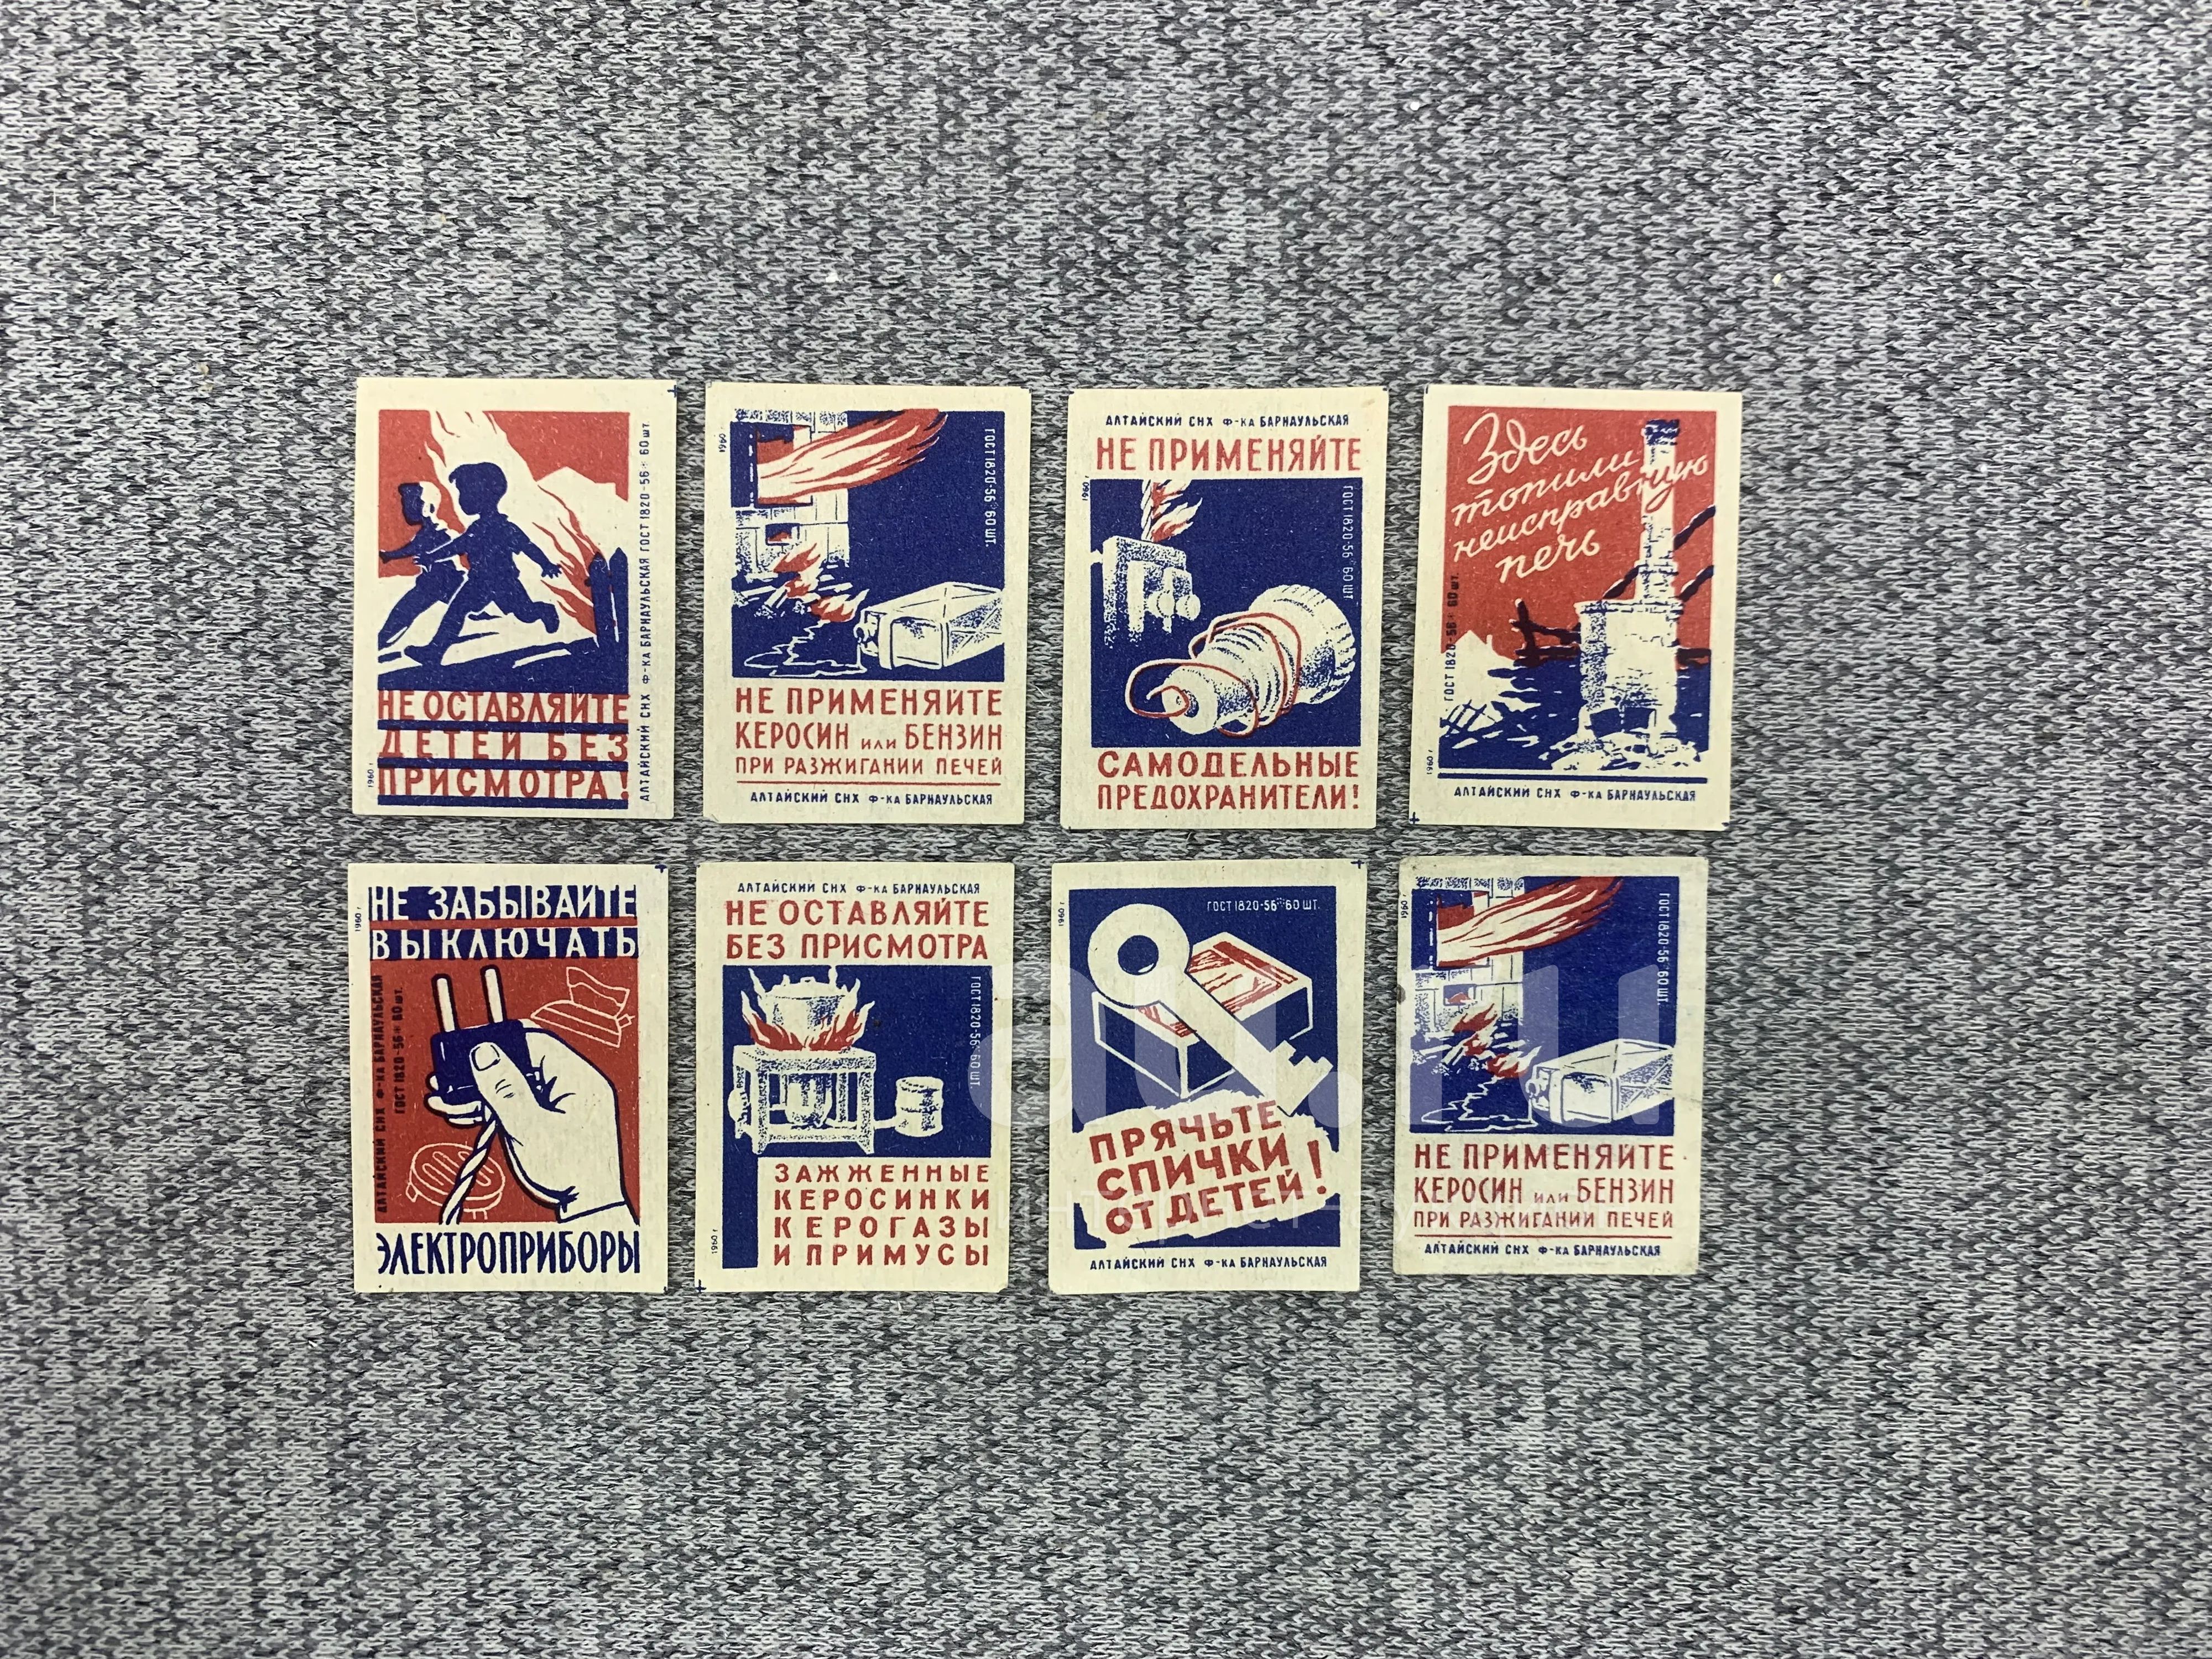 НЕ ОСТАВЛЯЙТЕ
ДЕТЕЙ БЕЗ
ПРИСМОТРА!
1960 г
АЛТАЙСКИЙ СНХ Ф-КА БАРНАУЛЬСКАЯ ГОСТ 1820-56* 60 шт.
1960 г
ГОСТ 1820-56* 60 ШТ.
НЕ ПРИМЕНЯЙТЕ
КЕРОСИН ИЛИ БЕНЗИН
ПРИ РАЗЖИГАНИИ ПЕЧЕЙ
АЛТАЙСКИЙ СНХ Ф-КА БАРНАУЛЬСКАЯ
АЛТАЙСКИЙ СНХ Ф-КА БАРНАУЛЬСКАЯ
НЕ ПРИМЕНЯЙТЕ
1960 г
ГОСТ 1820-56* 60 ШТ.
САМОДЕЛЬНЫЕ
ПРЕДОХРАНИТЕЛИ!
Здесь
топили
неисправную
печь
ГОСТ 1820-56* 60 шт.
1960 г
АЛТАЙСКИЙ СНХ Ф-КА БАРНАУЛЬСКАЯ
1960 г
НЕ ЗАБЫВАЙТЕ
ВЫКЛЮЧАТЬ
АЛТАЙСКИЙ СНХ Ф-КА БАРНАУЛЬСКАЯ
ГОСТ 1820-56* 60 шт.
ЭЛЕКТРОПРИБОРЫ
АЛТАЙСКИЙ СНХ Ф-КА БАРНАУЛЬСКАЯ
НЕ ОСТАВЛЯЙТЕ
БЕЗ ПРИСМОТРА
ГОСТ 1820-56* 60 ШТ.
ЗАЖЖЕННЫЕ
КЕРОСИНКИ
КЕРОГАЗЫ
И ПРИМУСЫ
1960 г
1960 г
ГОСТ 1820-56* 60 ШТ.
ПРЯЧЬТЕ
СПИЧКИ
ОТ ДЕТЕЙ!
АЛТАЙСКИЙ СНХ Ф-КА БАРНАУЛЬСКАЯ
1960 г
ГОСТ 1820-56* 60 ШТ.
НЕ ПРИМЕНЯЙТЕ
КЕРОСИН ИЛИ БЕНЗИН
ПРИ РАЗЖИГАНИИ ПЕЧЕЙ
АЛТАЙСКИЙ СНХ Ф-КА БАРНАУЛЬСКАЯ